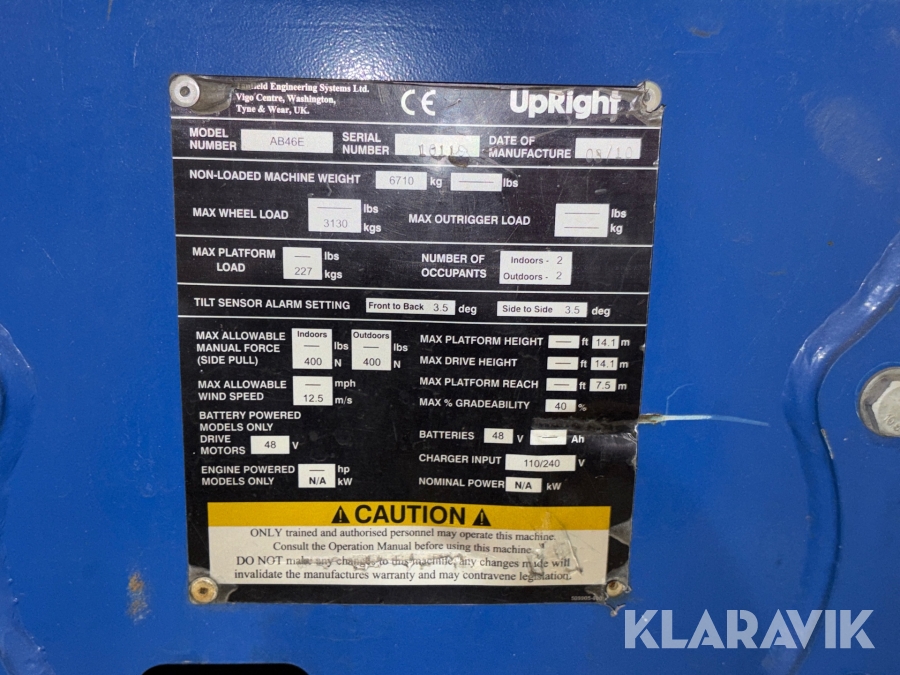 Engineering Systems Ltd.
Vigo Centre, Washington,
Tyne & Wear, UK.
CE
UpRight
MODEL NUMBER AB46E SERIAL NUMBER DATE OF MANUFACTURE
NON-LOADED MACHINE WEIGHT 6710 kg — lbs
MAX WHEEL LOAD — lbs 3130 kgs MAX OUTRIGGER LOAD — lbs — kg
MAX PLATFORM LOAD — lbs 227 kgs NUMBER OF OCCUPANTS Indoors - 2 Outdoors - 2
TILT SENSOR ALARM SETTING Front to Back 3.5 deg Side to Side 3.5 deg
MAX ALLOWABLE MANUAL FORCE (SIDE PULL) Indoors — lbs 400 N Outdoors — lbs 400 N
MAX ALLOWABLE WIND SPEED — mph 12.5 m/s
BATTERY POWERED MODELS ONLY
DRIVE MOTORS 48 V
ENGINE POWERED MODELS ONLY — hp N/A kW
MAX PLATFORM HEIGHT — ft 14.1 m
MAX DRIVE HEIGHT — ft 14.1 m
MAX PLATFORM REACH — ft 7.5 m
MAX % GRADEABILITY 40 %
BATTERIES 48 V — Ah
CHARGER INPUT 110/240 V
NOMINAL POWER N/A kW
CAUTION
ONLY trained and authorised personnel may operate this machine.
Consult the Operation Manual before using this machine.
DO NOT make any changes to this machine, any changes made will
invalidate the manufactures warranty and may contravene legislation.
KLARAVIK